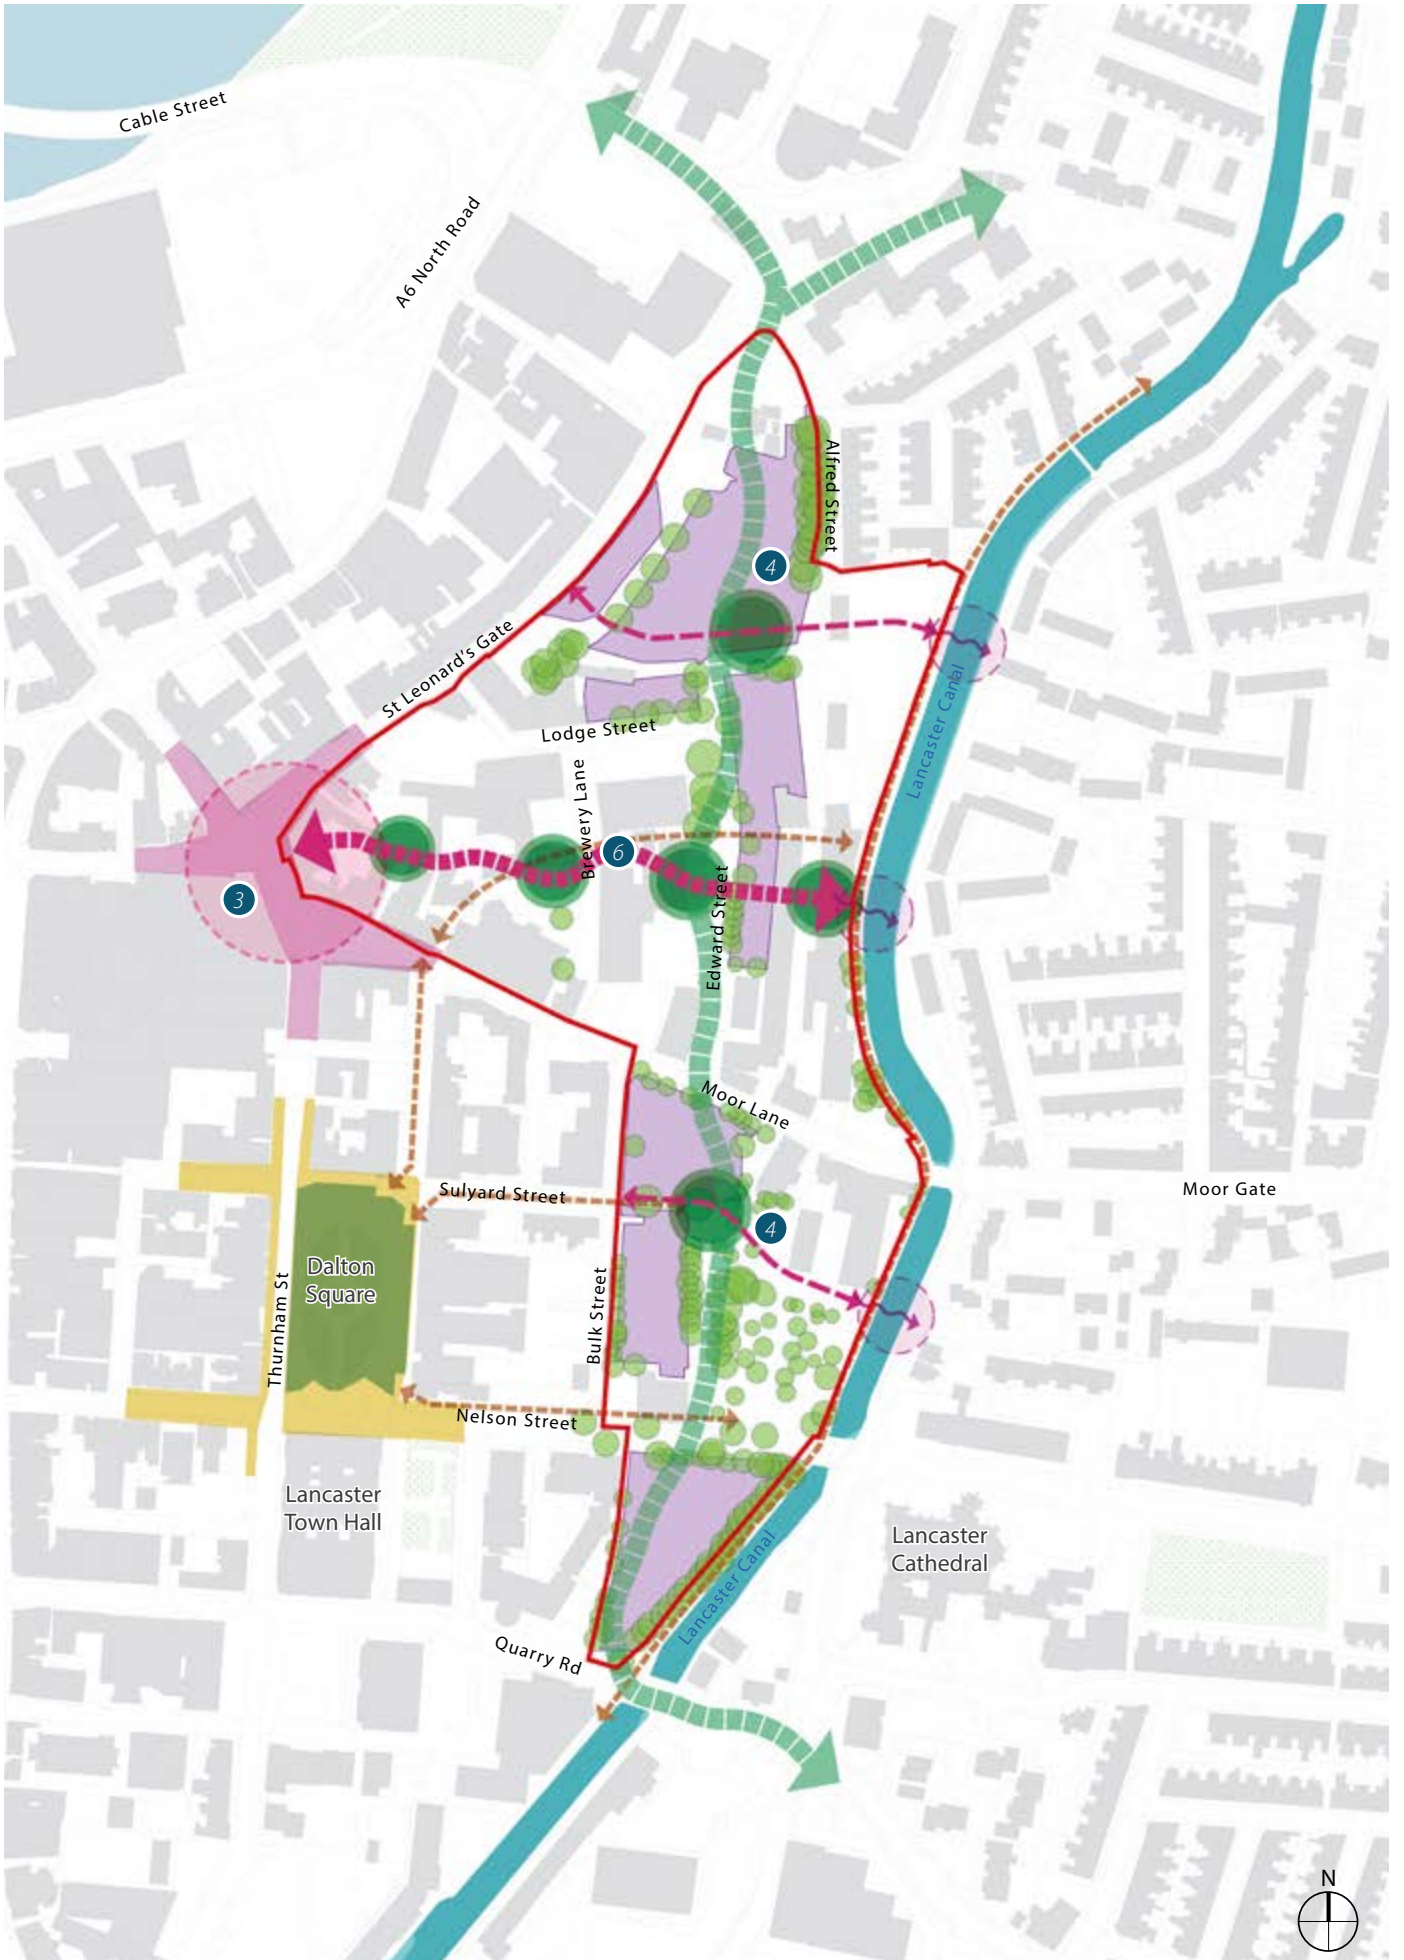 Cable Street
A6 North Road
Alfred Street
4
St Leonard's Gate
Lancaster Canal
Lodge Street
Brewery Lane
6
3
Edward Street
Moor Lane
Sulyard Street
Moor Gate
4
Dalton
Square
Thurnham St
Bulk Street
Nelson Street
Lancaster
Town Hall
Lancaster
Cathedral
Lancaster Canal
Quarry Rd
N